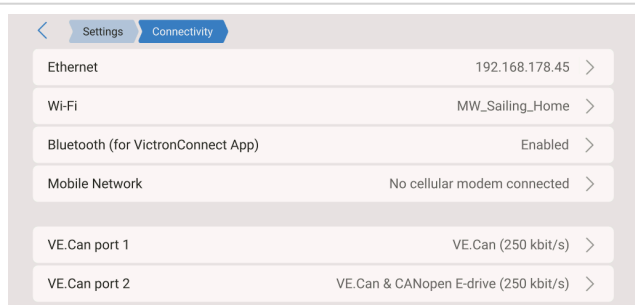 Settings Connectivity
Ethernet 192.168.178.45
Wi-Fi MW_Sailing_Home
Bluetooth (for VictronConnect App) Enabled
Mobile Network No cellular modem connected
VE.Can port 1 VE.Can (250 kbit/s)
VE.Can port 2 VE.Can & CANopen E-drive (250 kbit/s)